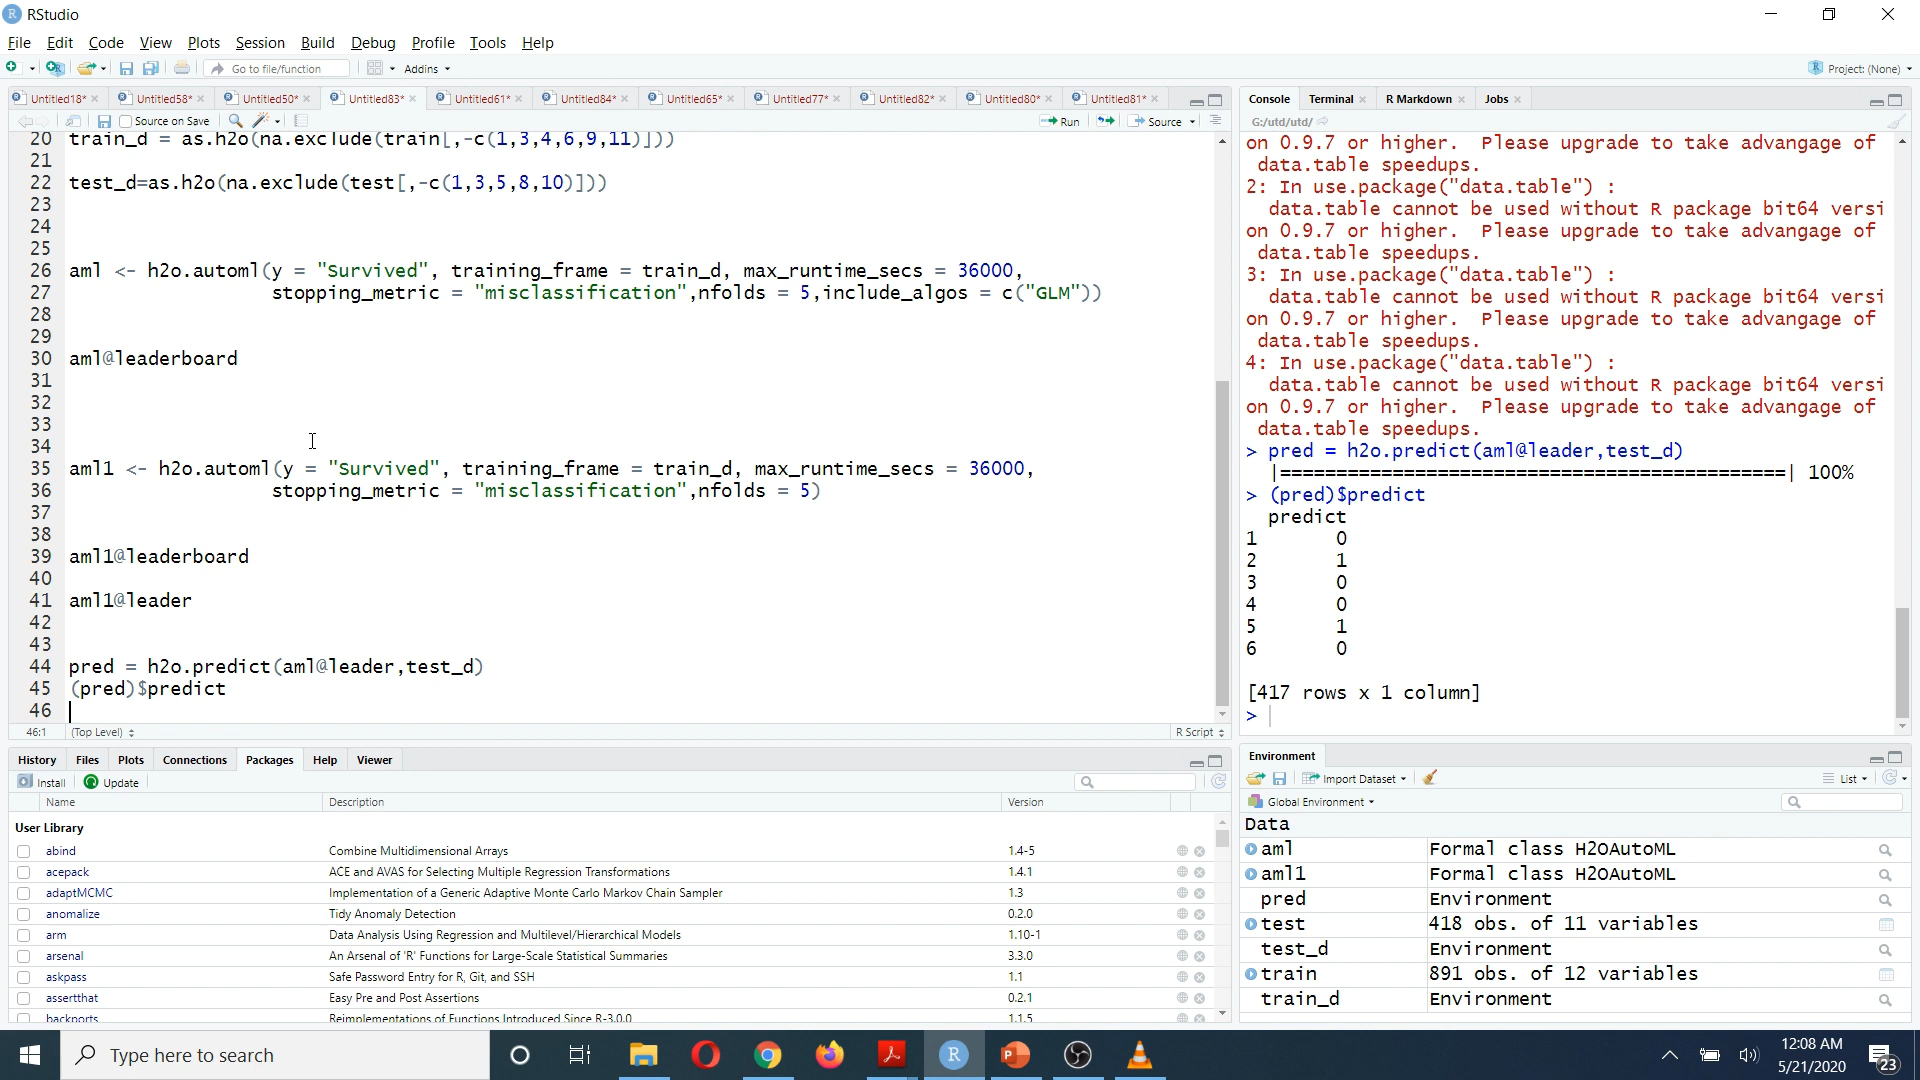 RStudio
File Edit Code View Plots Session Build Debug Profile Tools Help
Go to file/function Addins Project: (None)
Untitled18* Untitled58* Untitled50* Untitled83* Untitled61* Untitled84* Untitled65* Untitled77* Untitled82* Untitled80* Untitled81*
Source on Save Run Source
20 train_d = as.h2o(na.exclude(train[,-c(1,3,4,6,9,11)]))
21
22 test_d=as.h2o(na.exclude(test[,-c(1,3,5,8,10)]))
23
24
25
26 aml <- h2o.automl(y = "Survived", training_frame = train_d, max_runtime_secs = 36000,
27 stopping_metric = "misclassification",nfolds = 5,include_algos = c("GLM"))
28
29
30 aml@leaderboard
31
32
33
34
35 aml1 <- h2o.automl(y = "Survived", training_frame = train_d, max_runtime_secs = 36000,
36 stopping_metric = "misclassification",nfolds = 5)
37
38
39 aml1@leaderboard
40
41 aml1@leader
42
43
44 pred = h2o.predict(aml@leader,test_d)
45 (pred)$predict
46
46:1 (Top Level) R Script
Console Terminal R Markdown Jobs
G:/utd/utd/
on 0.9.7 or higher. Please upgrade to take advangage of
data.table speedups.
2: In use.package("data.table") :
data.table cannot be used without R package bit64 versi
on 0.9.7 or higher. Please upgrade to take advangage of
data.table speedups.
3: In use.package("data.table") :
data.table cannot be used without R package bit64 versi
on 0.9.7 or higher. Please upgrade to take advangage of
data.table speedups.
4: In use.package("data.table") :
data.table cannot be used without R package bit64 versi
on 0.9.7 or higher. Please upgrade to take advangage of
data.table speedups.
> pred = h2o.predict(aml@leader,test_d)
|==============================================| 100%
> (pred)$predict
predict
1 0
2 1
3 0
4 0
5 1
6 0
[417 rows x 1 column]
>
History Files Plots Connections Packages Help Viewer
Install Update
Name Description Version
User Library
abind Combine Multidimensional Arrays 1.4-5
acepack ACE and AVAS for Selecting Multiple Regression Transformations 1.4.1
adaptMCMC Implementation of a Generic Adaptive Monte Carlo Markov Chain Sampler 1.3
anomalize Tidy Anomaly Detection 0.2.0
arm Data Analysis Using Regression and Multilevel/Hierarchical Models 1.10-1
arsenal An Arsenal of 'R' Functions for Large-Scale Statistical Summaries 3.3.0
askpass Safe Password Entry for R, Git, and SSH 1.1
assertthat Easy Pre and Post Assertions 0.2.1
backports Reimplementations of Functions Introduced Since R-3.0.0 1.1.5
Environment
Import Dataset List
Global Environment
Data
aml Formal class H2OAutoML
aml1 Formal class H2OAutoML
pred Environment
test 418 obs. of 11 variables
test_d Environment
train 891 obs. of 12 variables
train_d Environment
Type here to search
12:08 AM
5/21/2020
23